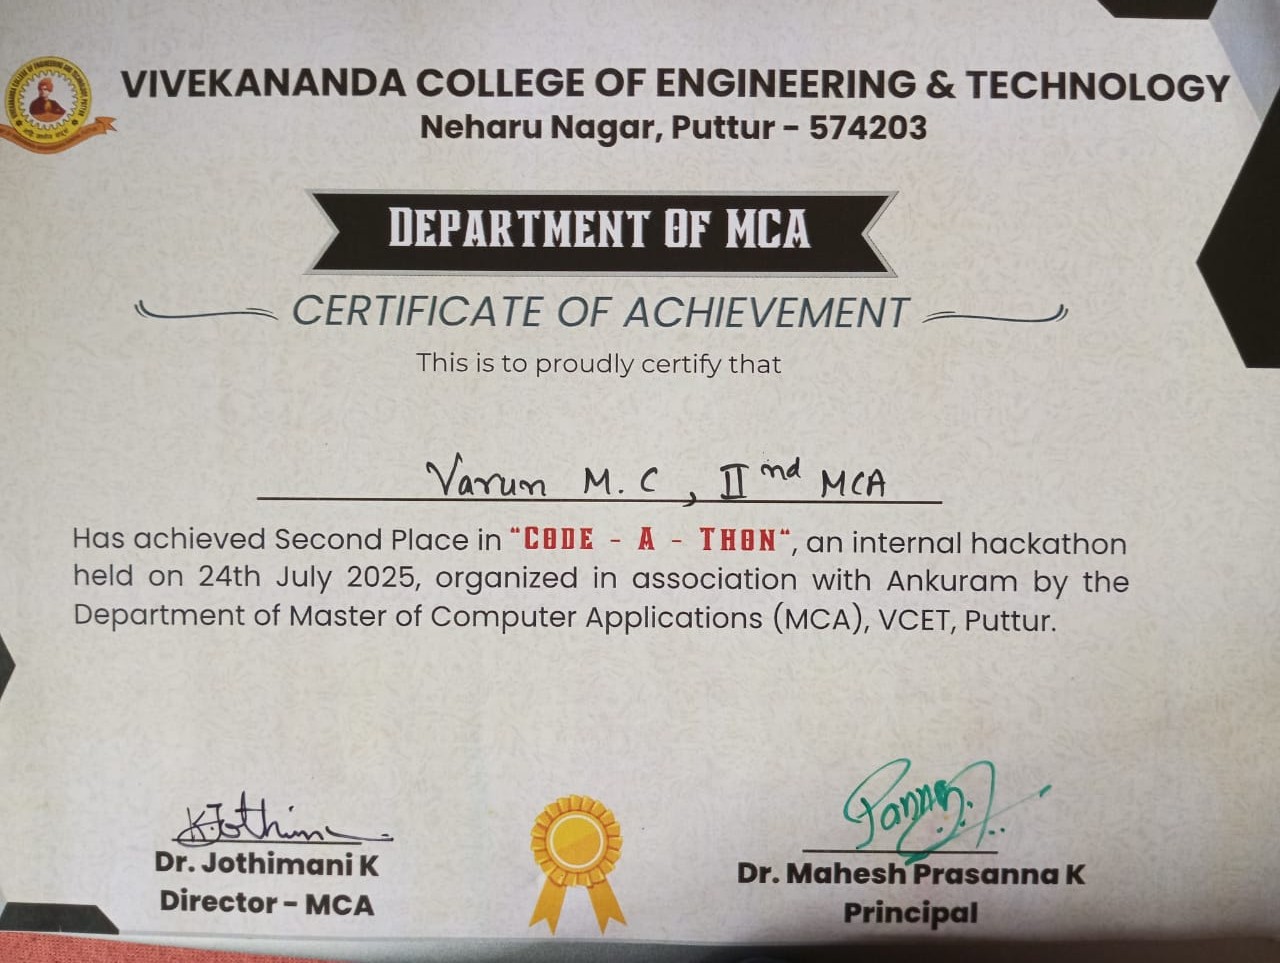 VIVEKANANDA COLLEGE OF ENGINEERING & TECHNOLOGY
Neharu Nagar, Puttur - 574203
DEPARTMENT OF MCA
CERTIFICATE OF ACHIEVEMENT
This is to proudly certify that
Varun M. C , II nd MCA
Has achieved Second Place in "CODE - A - THON", an internal hackathon
held on 24th July 2025, organized in association with Ankuram by the
Department of Master of Computer Applications (MCA), VCET, Puttur.
K.Jothim
Dr. Jothimani K
Director - MCA
Dr. Mahesh Prasanna K
Principal